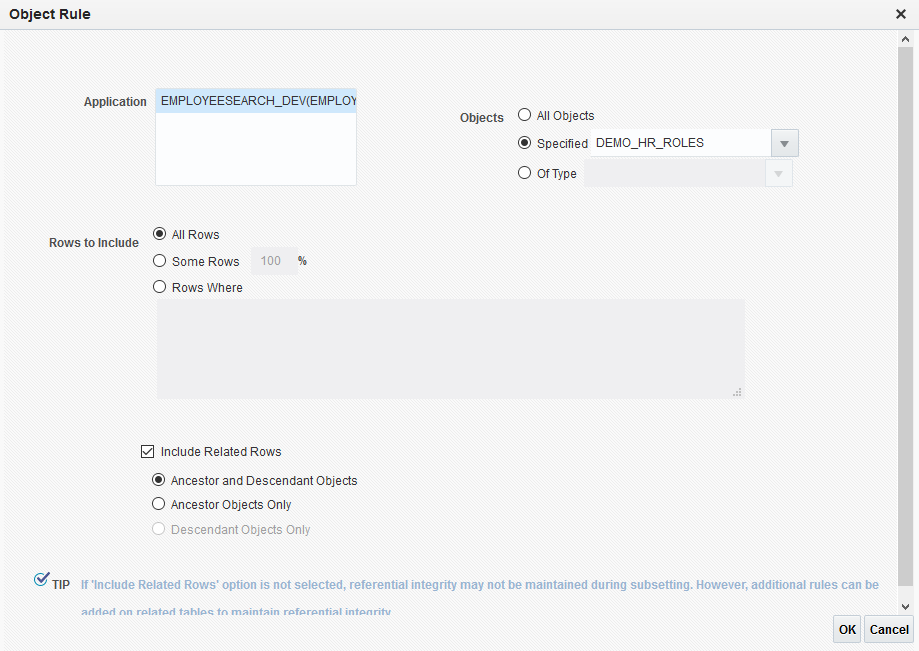 Object Rule
Application
EMPLOYEESEARCH_DEV(EMPLOY
Objects
All Objects
Specified DEMO_HR_ROLES
Of Type
Rows to Include
All Rows
Some Rows 100 %
Rows Where
Include Related Rows
Ancestor and Descendant Objects
Ancestor Objects Only
Descendant Objects Only
TIP If 'Include Related Rows' option is not selected, referential integrity may not be maintained during subsetting. However, additional rules can be
added on related tables to maintain referential integrity
OK Cancel